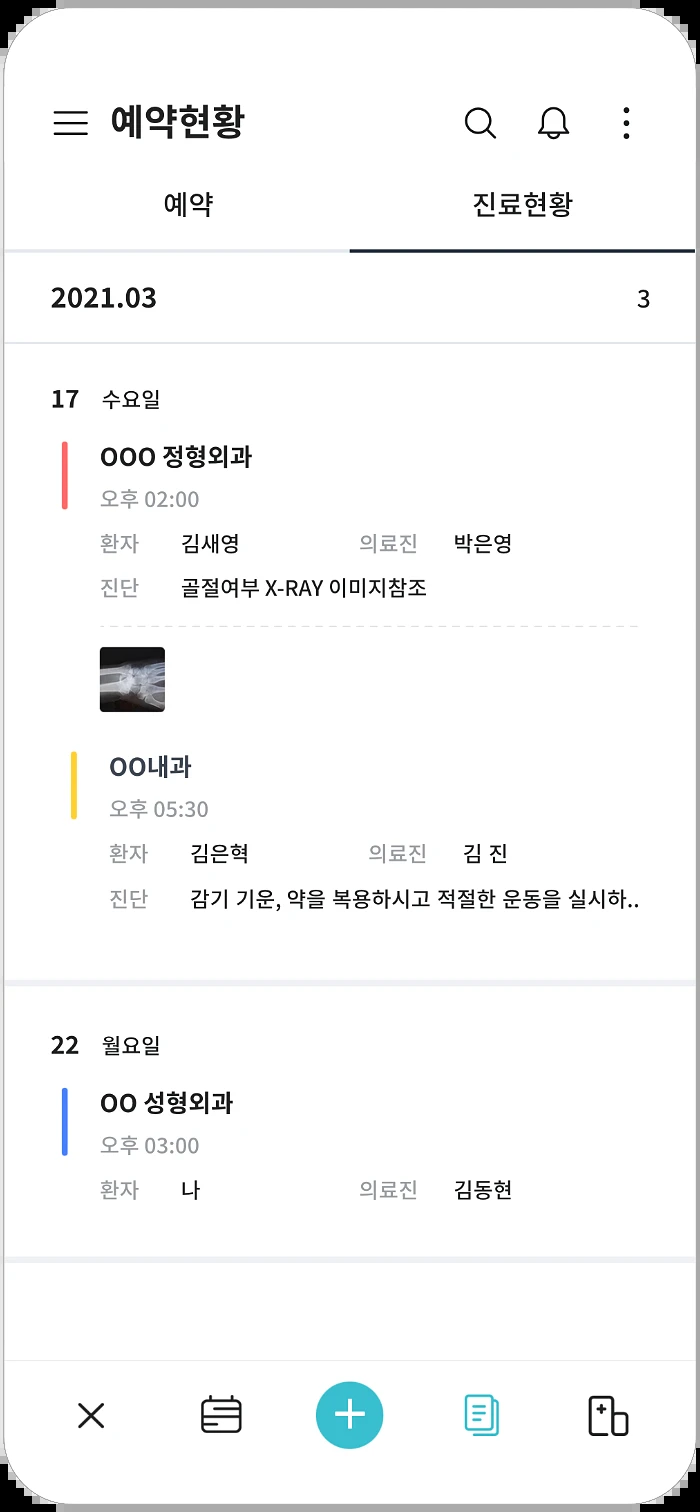 예약현황
예약 진료현황
2021.03 3
17 수요일
OOO 정형외과
오후 02:00
환자 김새영 의료진 박은영
진단 골절여부 X-RAY 이미지참조
OO내과
오후 05:30
환자 김은혁 의료진 김 진
진단 감기 기운, 약을 복용하시고 적절한 운동을 실시하..
22 월요일
OO 성형외과
오후 03:00
환자 나 의료진 김동현